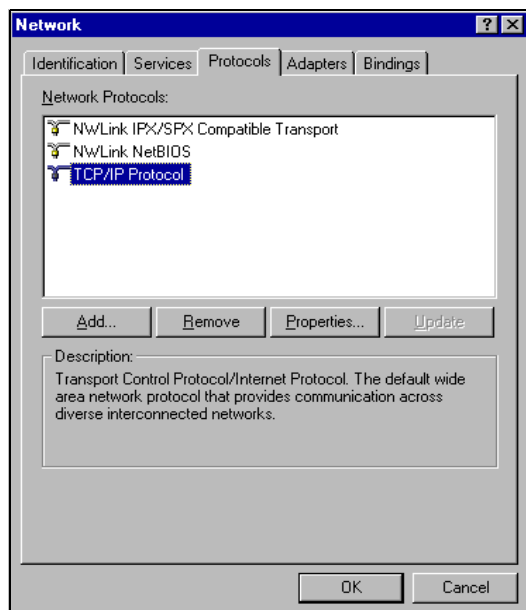 Network
Identification Services Protocols Adapters Bindings
Network Protocols:
NWLink IPX/SPX Compatible Transport
NWLink NetBIOS
TCP/IP Protocol
Add... Remove Properties... Update
Description:
Transport Control Protocol/Internet Protocol. The default wide
area network protocol that provides communication across
diverse interconnected networks.
OK Cancel